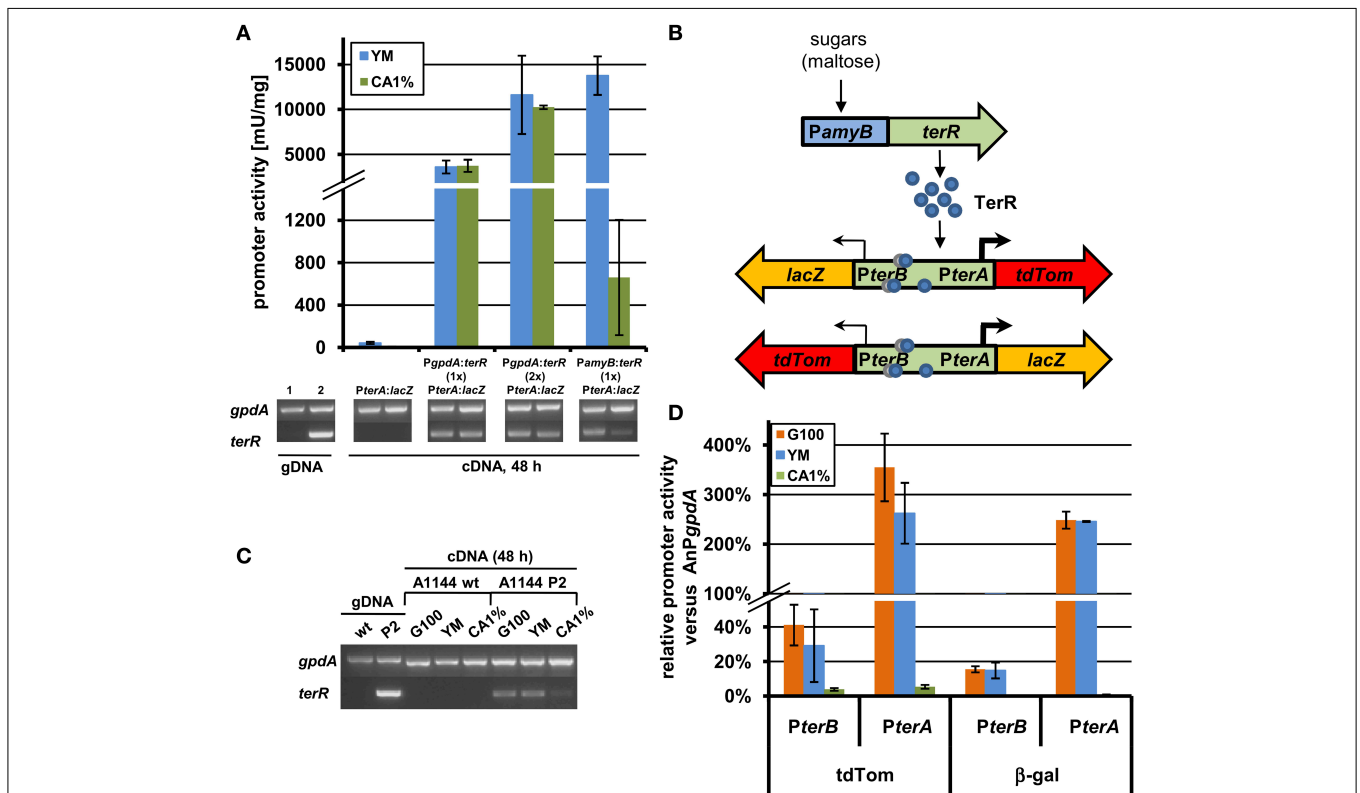 A
YM
CA1%
promoter activity [mU/mg]
15000
10000
5000
1200
800
400
0
PgpdA:terR
(1x)
PgpdA:terR
(2x)
PamyB:terR
(1x)
1 2
PterA:lacZ
PterA:lacZ
PterA:lacZ
PterA:lacZ
gpdA
terR
gDNA
cDNA, 48 h
B
sugars
(maltose)
PamyB terR
TerR
lacZ PterB PterA tdTom
tdTom PterB PterA lacZ
C
cDNA (48 h)
A1144 wt A1144 P2
gDNA
wt P2 G100 YM CA1% G100 YM CA1%
gpdA
terR
D
G100
YM
CA1%
relative promoter activity
versus AnPgpdA
400%
300%
200%
100%
40%
20%
0%
PterB PterA PterB PterA
tdTom β-gal